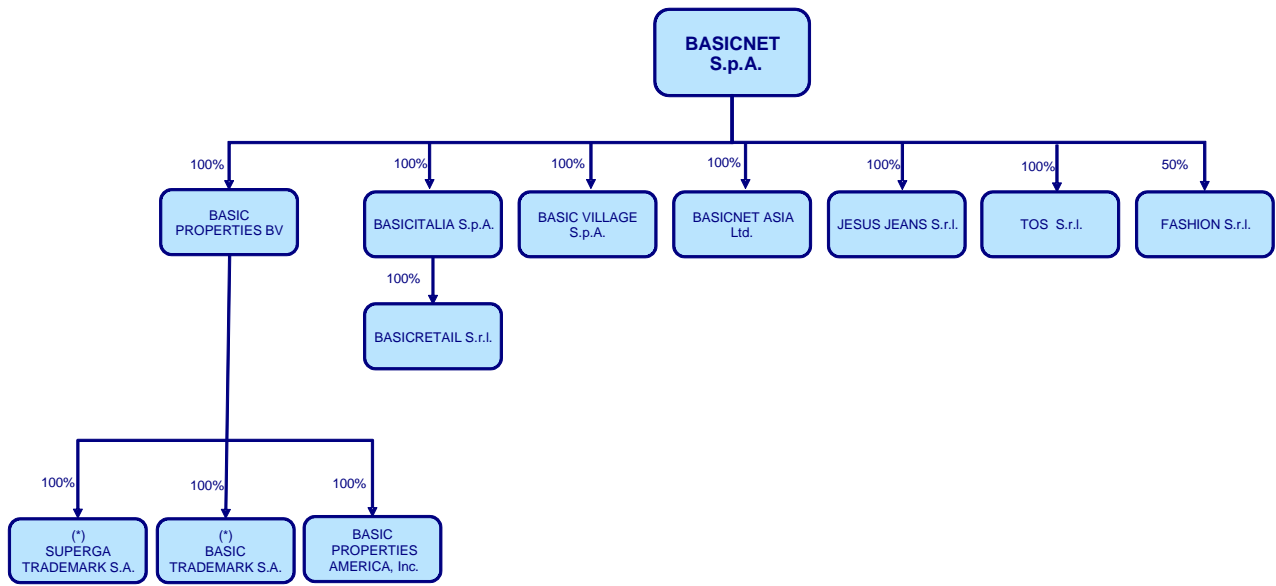 BASICNET
S.p.A.
100%
100%
100%
100%
100%
100%
50%
BASIC
PROPERTIES BV
BASICITALIA S.p.A.
BASIC VILLAGE
S.p.A.
BASICNET ASIA
Ltd.
JESUS JEANS S.r.l.
TOS S.r.l.
FASHION S.r.l.
100%
BASICRETAIL S.r.l.
100%
100%
100%
(*)
SUPERGA
TRADEMARK S.A.
(*)
BASIC
TRADEMARK S.A.
BASIC
PROPERTIES
AMERICA, Inc.